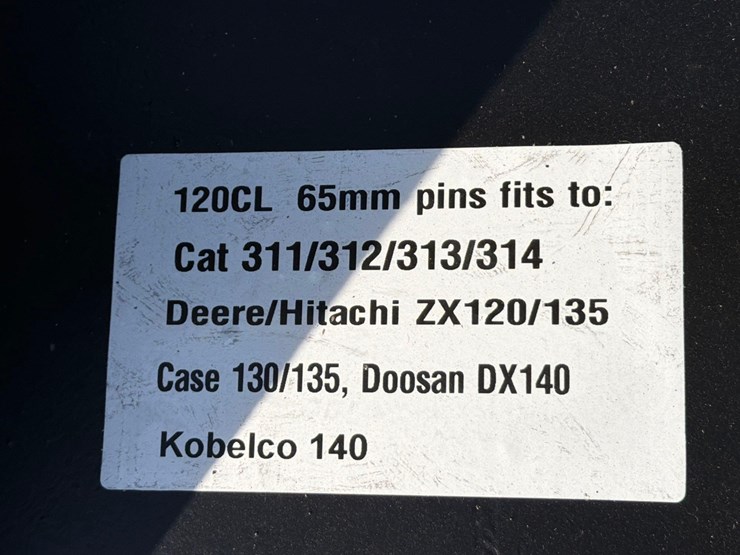 120CL 65mm pins fits to:
Cat 311/312/313/314
Deere/Hitachi ZX120/135
Case 130/135, Doosan DX140
Kobelco 140